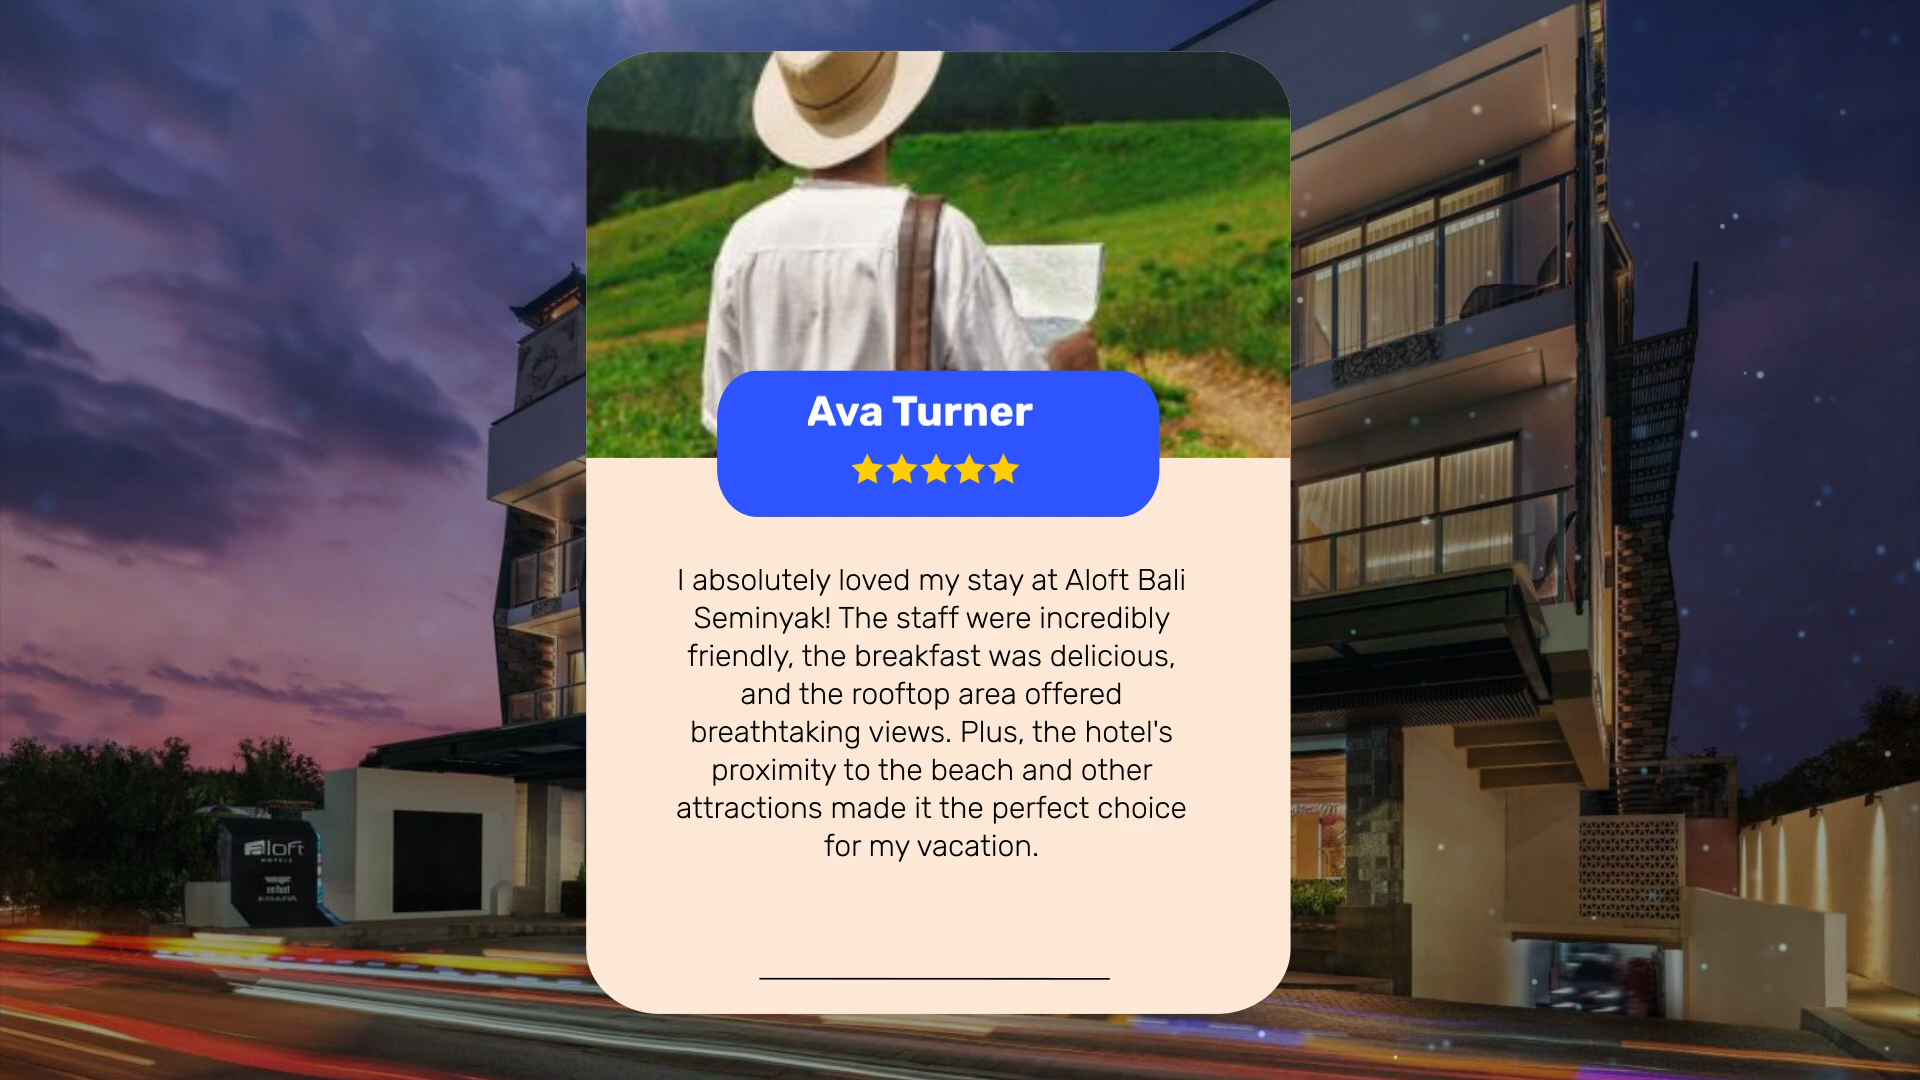 Ava Turner
I absolutely loved my stay at Aloft Bali
Seminyak! The staff were incredibly
friendly, the breakfast was delicious,
and the rooftop area offered
breathtaking views. Plus, the hotel's
proximity to the beach and other
attractions made it the perfect choice
for my vacation.
aloft
HOTELS